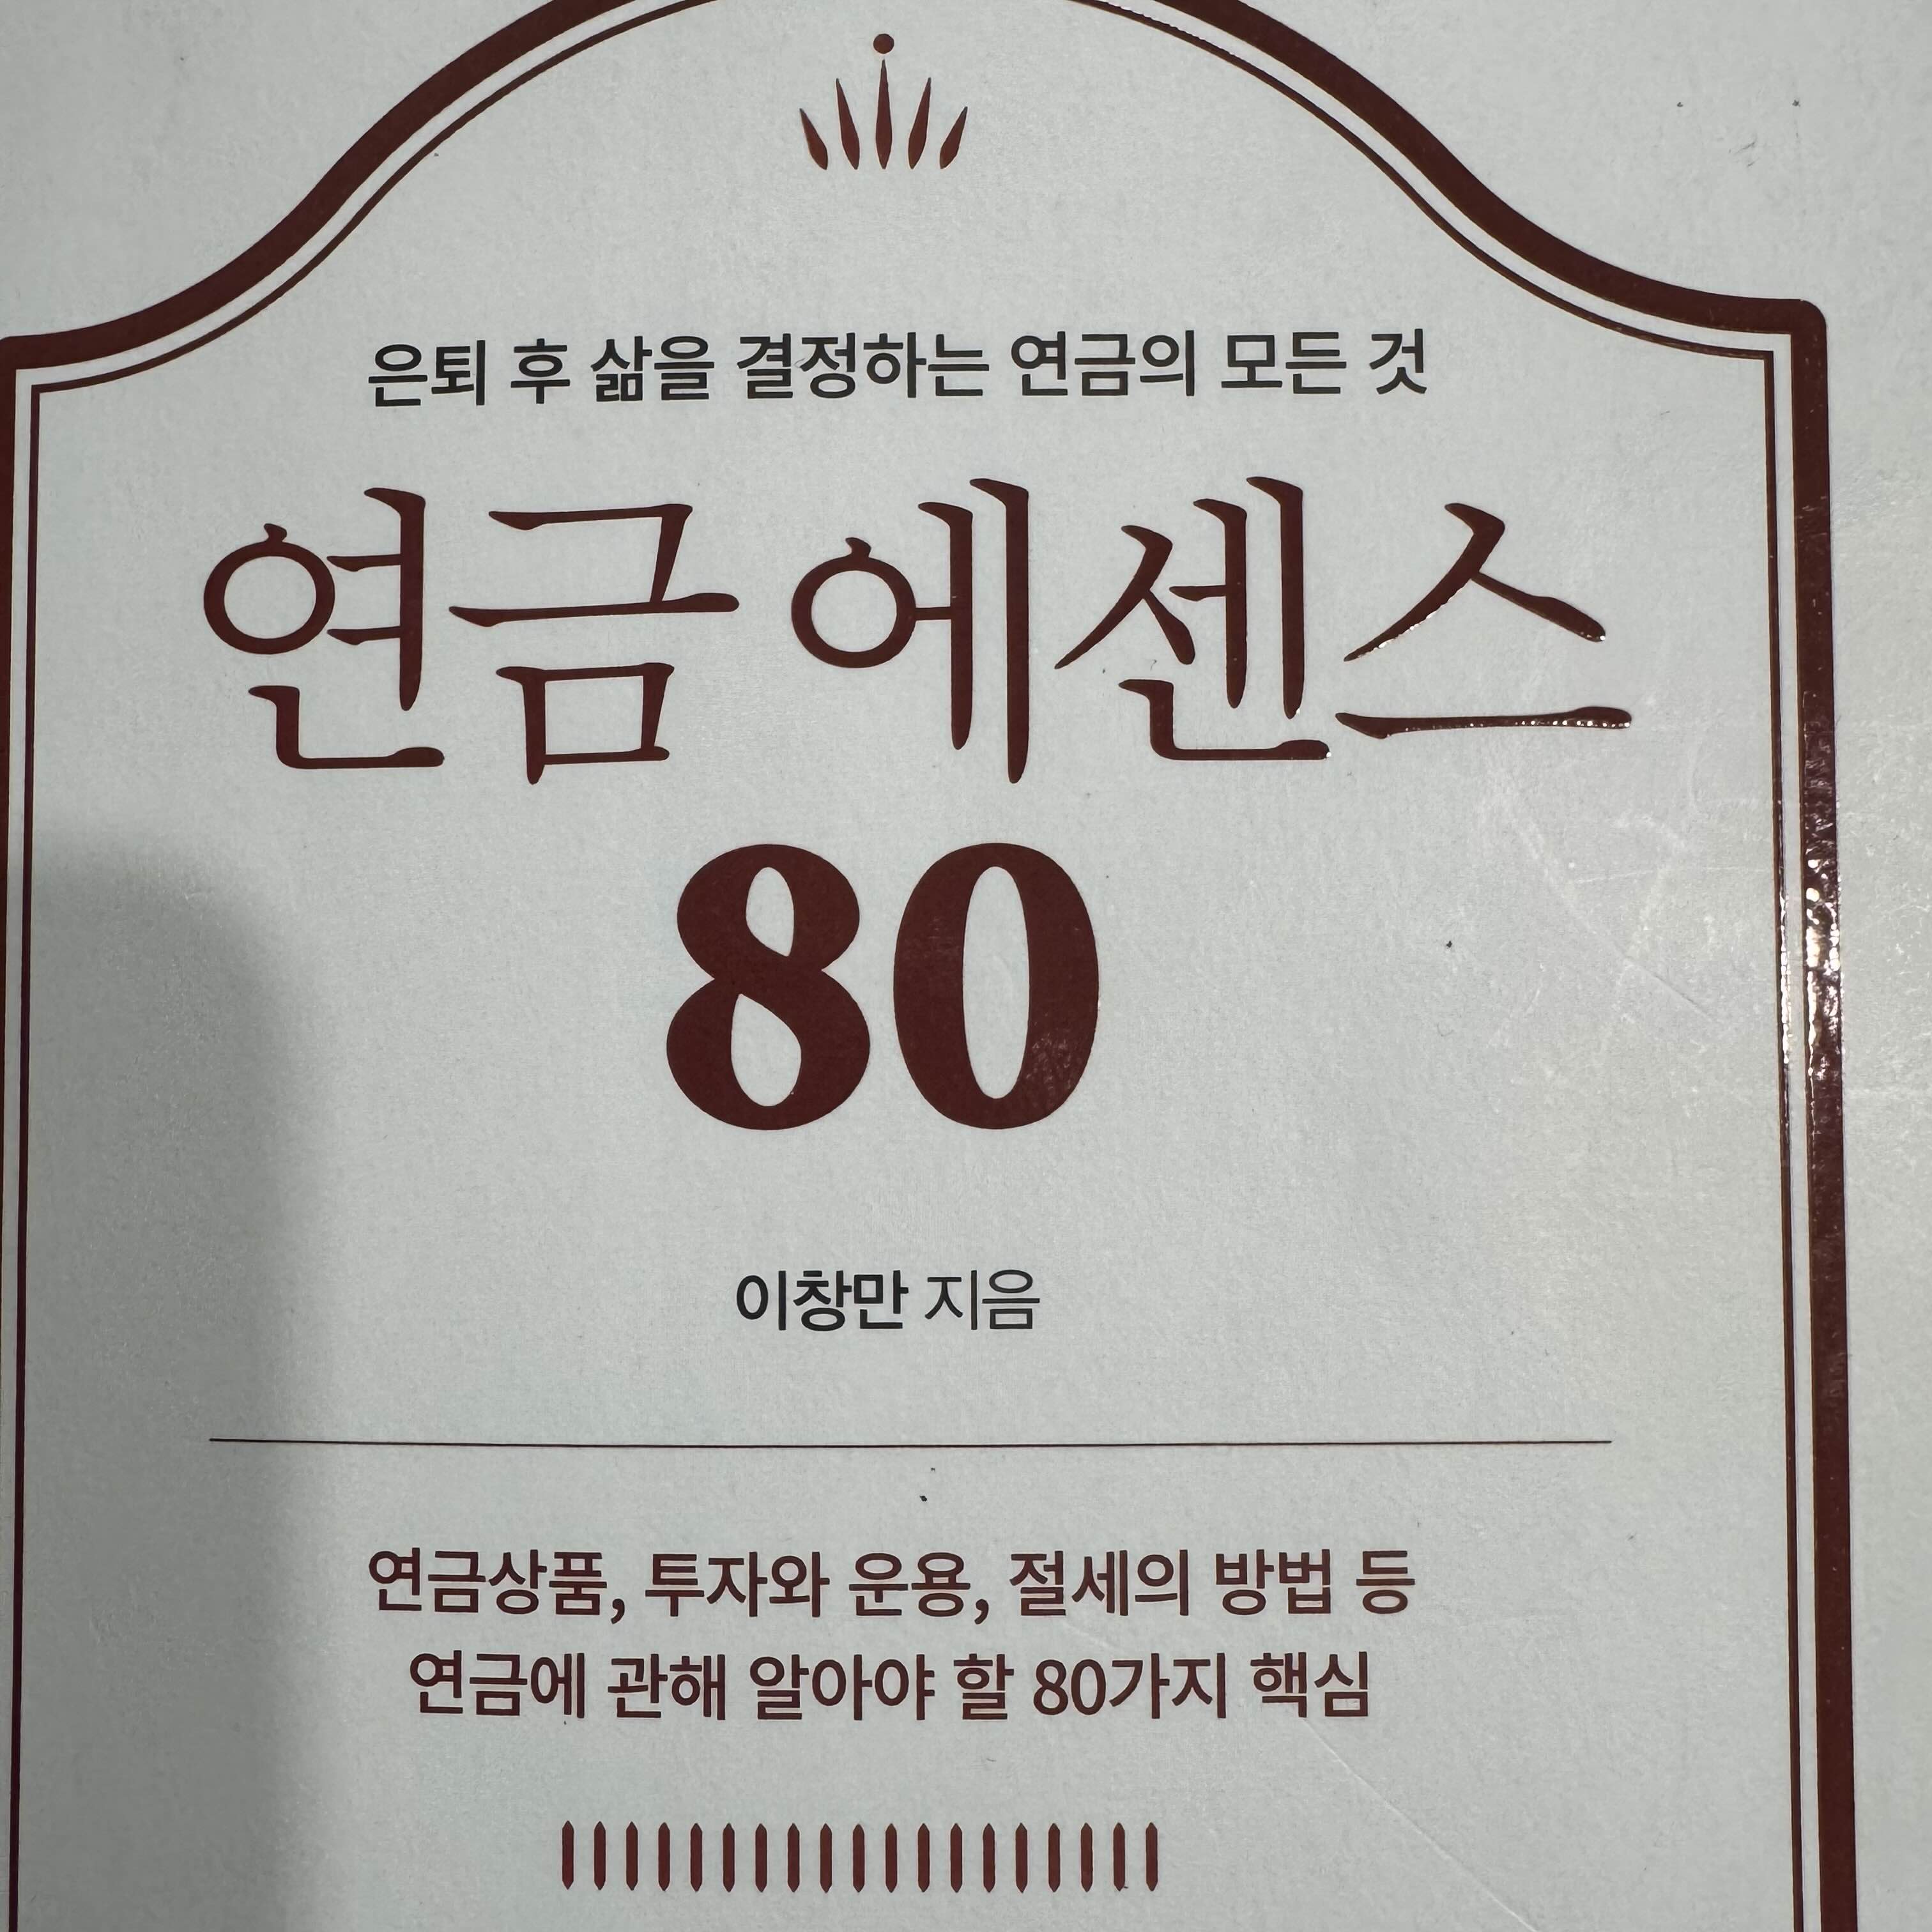 은퇴 후 삶을 결정하는 연금의 모든 것
연금 에센스
80
이창만 지음
연금상품, 투자와 운용, 절세의 방법 등
연금에 관해 알아야 할 80가지 핵심